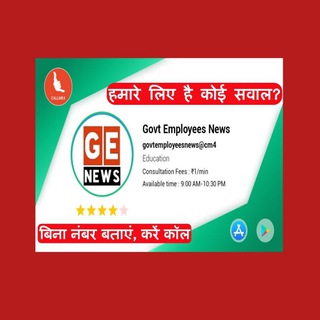 हमारे लिए है कोई सवाल?
Govt Employees News
govtemployeesnews@cm4
Education
Consultation Fees : ₹1/min
Available time : 9:00 AM-10:30 PM
GE
NEWS
बिना नंबर बताएं, करें कॉल